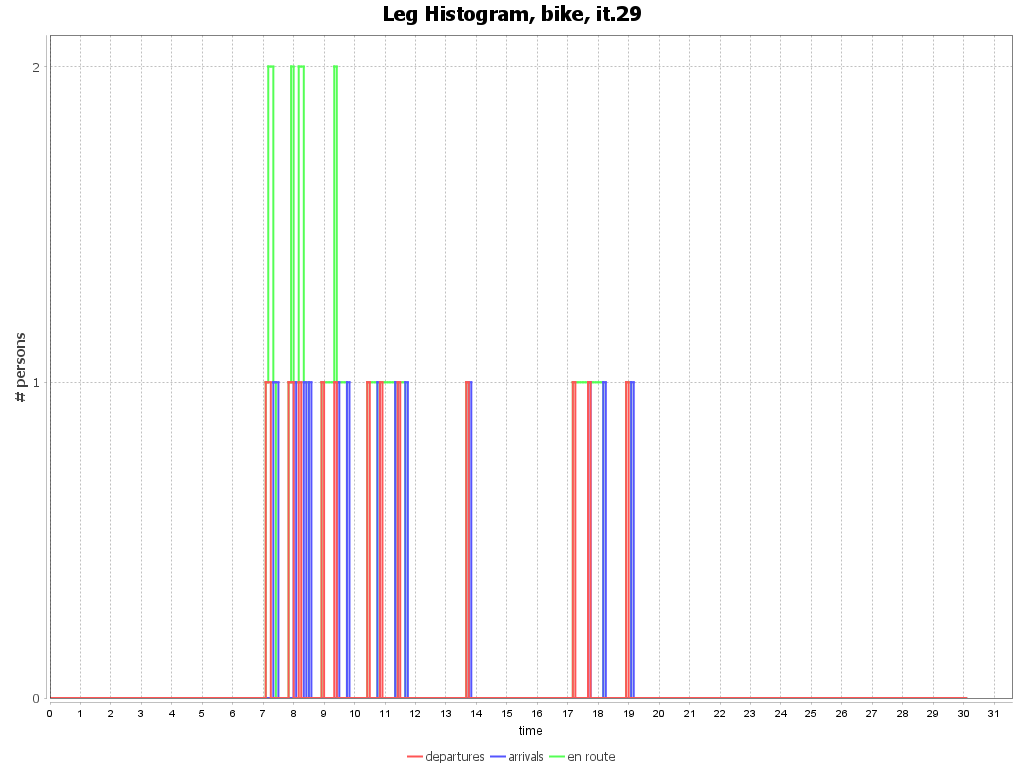 Leg Histogram, bike, it.29
# persons
2
1
0
0 1 2 3 4 5 6 7 8 9 10 11 12 13 14 15 16 17 18 19 20 21 22 23 24 25 26 27 28 29 30 31
time
departures arrivals en route